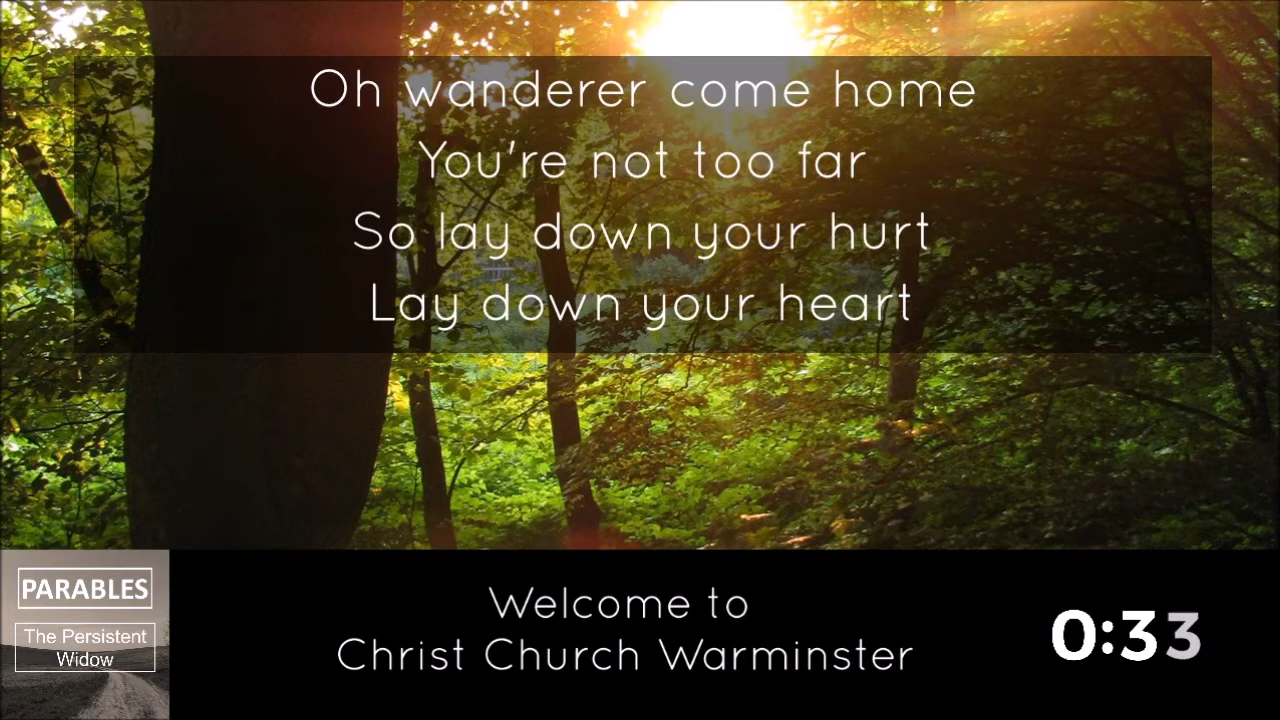 Oh wanderer come home
You're not too far
So lay down your hurt
Lay down your heart
PARABLES
The Persistent
Widow
Welcome to
Christ Church Warminster
0:33